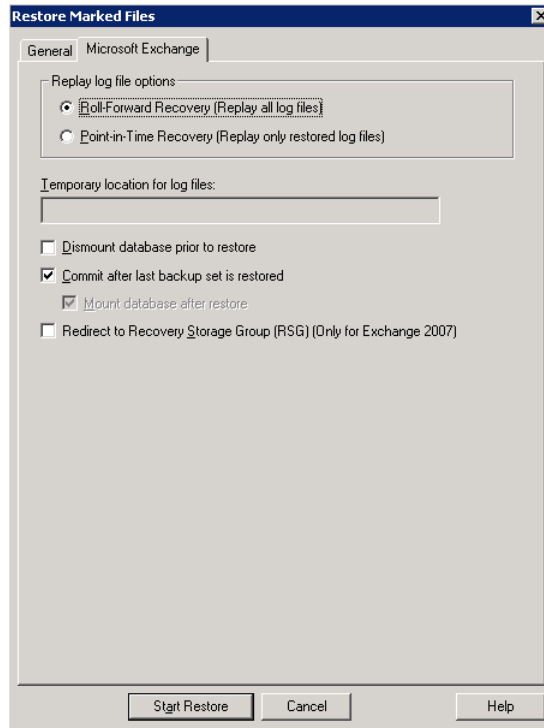 Restore Marked Files
General
Microsoft Exchange
Replay log file options
Roll-Forward Recovery (Replay all log files)
Point-in-Time Recovery (Replay only restored log files)
Temporary location for log files:
Dismount database prior to restore
Commit after last backup set is restored
Mount database after restore
Redirect to Recovery Storage Group (RSG) (Only for Exchange 2007)
Start Restore
Cancel
Help